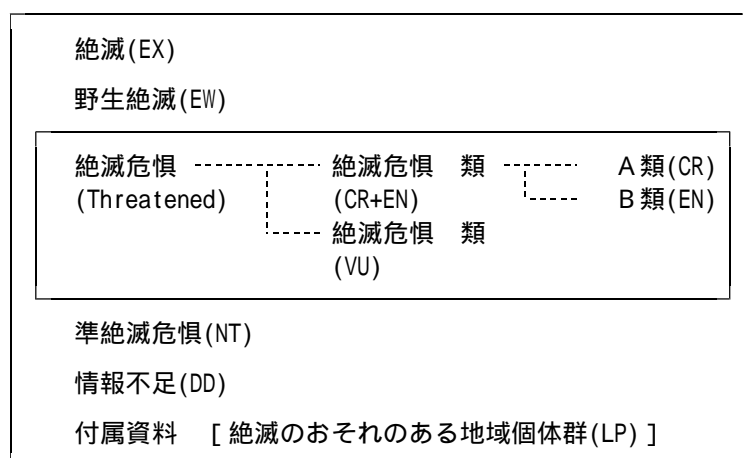 絶滅(EX)
野生絶滅(EW)
絶滅危惧 絶滅危惧 類 A類(CR)
(Threatened) (CR+EN) B類(EN)
絶滅危惧 類
(VU)
準絶滅危惧(NT)
情報不足(DD)
付属資料 [絶滅のおそれのある地域個体群(LP)]